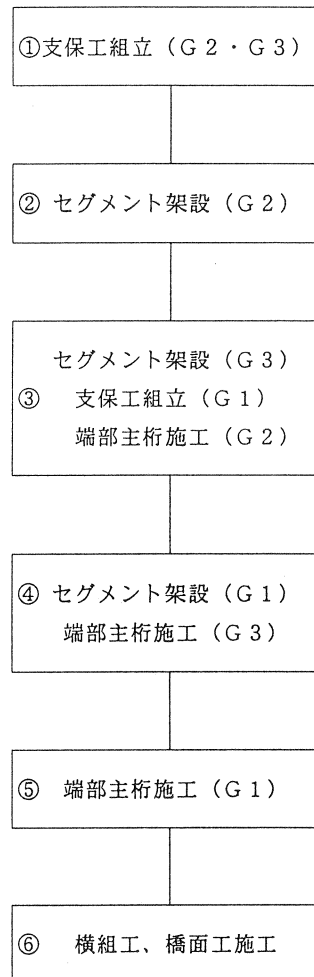 ①支保工組立（Ｇ２・Ｇ３）
② セグメント架設（Ｇ２）
セグメント架設（Ｇ３）
③ 支保工組立（Ｇ１）
端部主桁施工（Ｇ２）
④ セグメント架設（Ｇ１）
端部主桁施工（Ｇ３）
⑤ 端部主桁施工（Ｇ１）
⑥ 横組工、橋面工施工